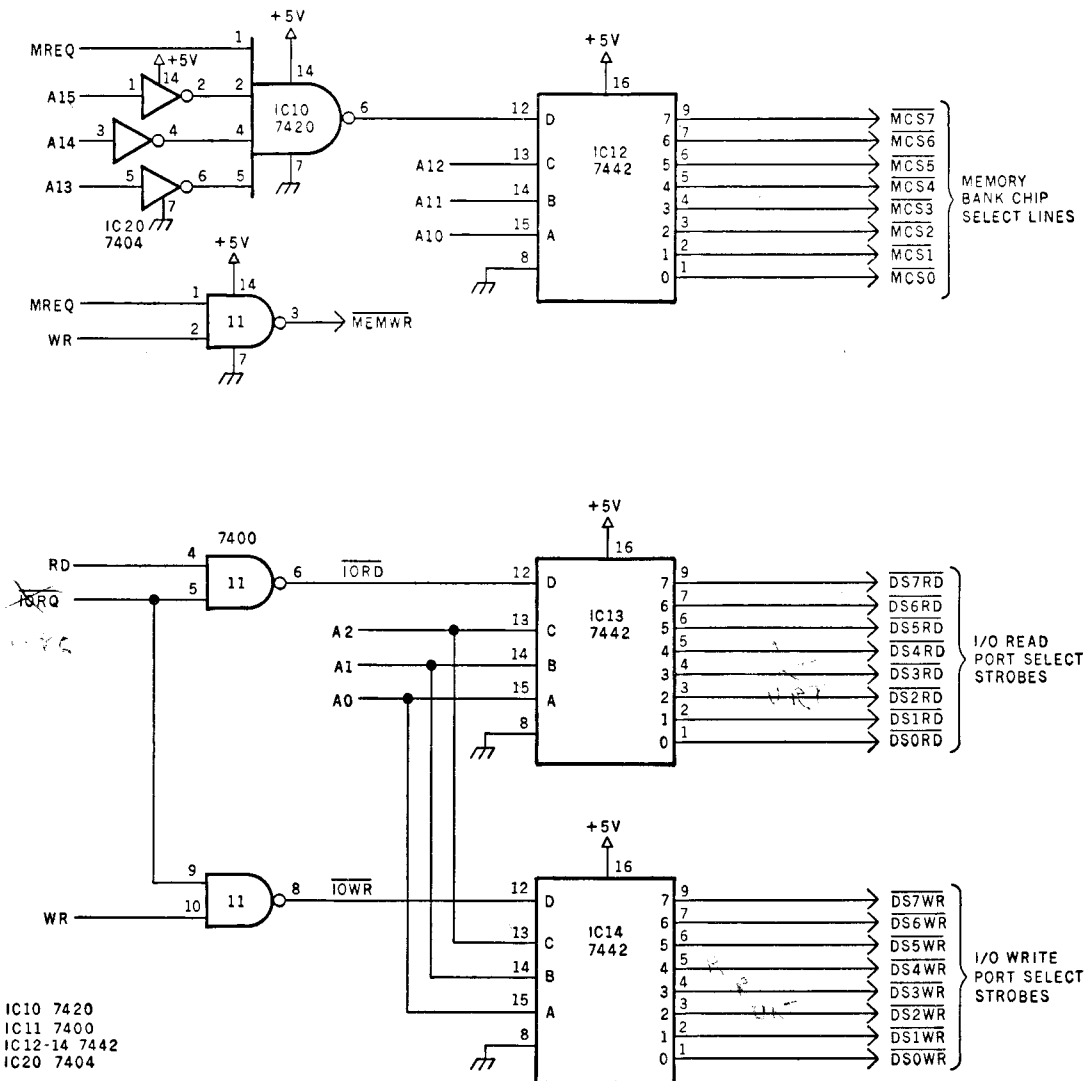 +5V
MREQ
1
+5V
14
14
A15
1
2
2
IC10
7420
6
A14
3
4
4
A13
5
6
5
7
7
IC20
7404
+5V
16
12
D
IC12
7442
A12
13
C
A11
14
B
A10
15
A
8
7
9
MCS7
6
7
MCS6
5
6
MCS5
4
5
MCS4
3
4
MCS3
2
3
MCS2
1
2
MCS1
0
1
MCS0
MEMORY
BANK CHIP
SELECT LINES
+5V
14
MREQ
1
11
3
MEMWR
WR
2
7
7400
RD
4
11
6
IORD
IORQ
5
+5V
16
12
D
IC13
7442
A2
13
C
A1
14
B
A0
15
A
8
7
9
DS7RD
6
7
DS6RD
5
6
DS5RD
4
5
DS4RD
3
4
DS3RD
2
3
DS2RD
1
2
DS1RD
0
1
DS0RD
I/O READ
PORT SELECT
STROBES
9
11
8
IOWR
WR
10
+5V
16
12
D
IC14
7442
13
C
14
B
15
A
8
7
9
DS7WR
6
7
DS6WR
5
6
DS5WR
4
5
DS4WR
3
4
DS3WR
2
3
DS2WR
1
2
DS1WR
0
1
DS0WR
I/O WRITE
PORT SELECT
STROBES
IC10 7420
IC11 7400
IC12-14 7442
IC20 7404